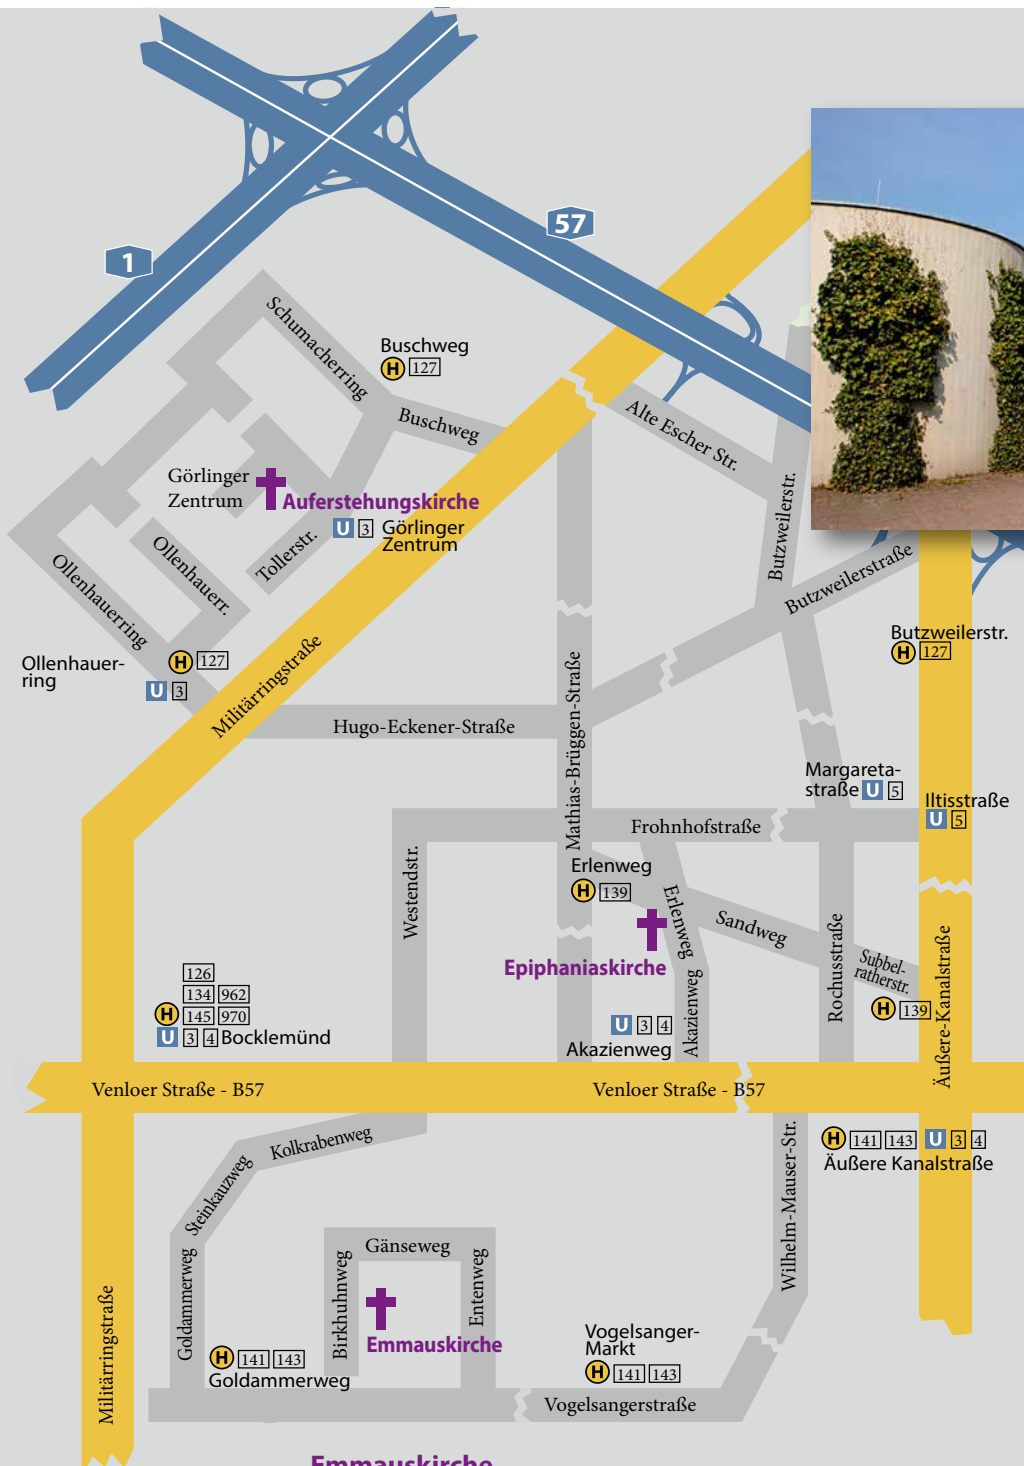 57
1
Schumacherring
Buschweg
H 127
Buschweg
Alte Escher Str.
Görlinger
Zentrum
Auferstehungskirche
U 3 Görlinger
Zentrum
Butzweilerstr.
Tollerstr.
Ollenhauerr.
Ollenhauerring
Butzweilerstraße
Butzweilerstr.
H 127
Ollenhauer-
ring
H 127
U 3
Militärringstraße
Hugo-Eckener-Straße
Mathias-Brüggen-Straße
Margareta-
straße U 5
Iltisstraße
U 5
Frohnhofstraße
Westendstr.
Erlenweg
H 139
Erlenweg
Sandweg
Epiphaniaskirche
Rochusstraße
Subbel-
ratherstr.
H 139
Äußere-Kanalstraße
Akazienweg
U 3 4
Akazienweg
126
134 962
H 145 970
U 3 4 Bocklemünd
Venloer Straße - B57
Venloer Straße - B57
H 141 143 U 3 4
Äußere Kanalstraße
Kolkrabenweg
Steinkauzweg
Wilhelm-Mauser-Str.
Goldammerweg
Gänseweg
Birkhuhnweg
Entenweg
Emmauskirche
Militärringstraße
H 141 143
Goldammerweg
Vogelsanger-
Markt
H 141 143
Vogelsangerstraße
Emmauskirche